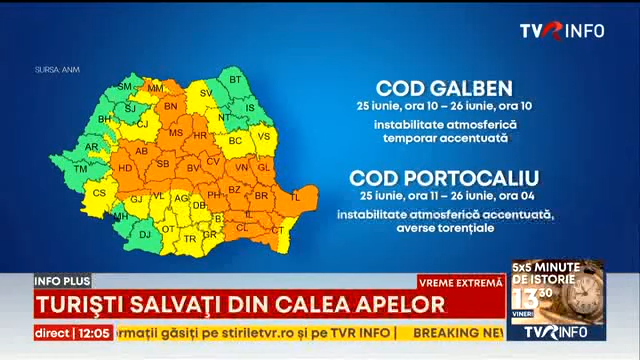 TVR INFO
SURSA: ANM
COD GALBEN
25 iunie, ora 10 – 26 iunie, ora 10
instabilitate atmosferică
temporar accentuată
COD PORTOCALIU
25 iunie, ora 11 – 26 iunie, ora 04
instabilitate atmosferică accentuată,
averse torențiale
SM
MM
BT
SV
BN
SJ
NT
IS
BH
CJ
MS
HR
BC
VS
AR
AB
SB
BV
CV
VN
GL
TM
HD
CS
GJ
VL
AG
PH
BZ
BR
TL
DB
IL
MH
DJ
OT
TR
GR
B
CL
CT
INFO PLUS
VREME EXTREMĂ
TURIȘTI SALVAȚI DIN CALEA APELOR
direct | 12:05
ormații găsiți pe stiriletvr.ro și pe TVR INFO |
BREAKING NEW
5x5 MINUTE
DE ISTORIE
13 30
VINERI
TVR INFO